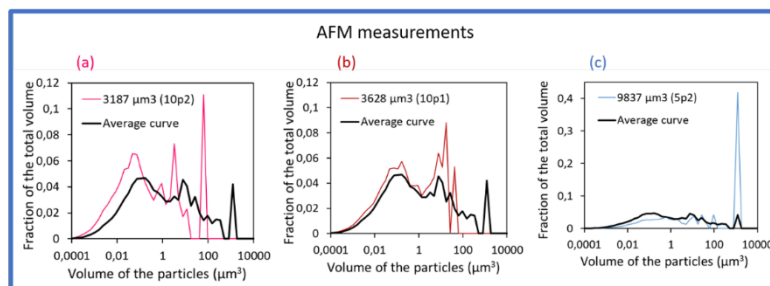 AFM measurements
(a)
Fraction of the total volume
0,12
0,1
0,08
0,06
0,04
0,02
0
3187 µm3 (10p2)
Average curve
0,0001 0,01 1 100 10000
Volume of the particles (µm³)
(b)
Fraction of the total volume
0,12
0,1
0,08
0,06
0,04
0,02
0
3628 µm3 (10p1)
Average curve
0,0001 0,01 1 100 10000
Volume of the particles (µm³)
(c)
Fraction of the total volume
0,4
0,3
0,2
0,1
0
9837 µm3 (5p2)
Average curve
0,0001 0,01 1 100 10000
Volume of the particles (µm³)